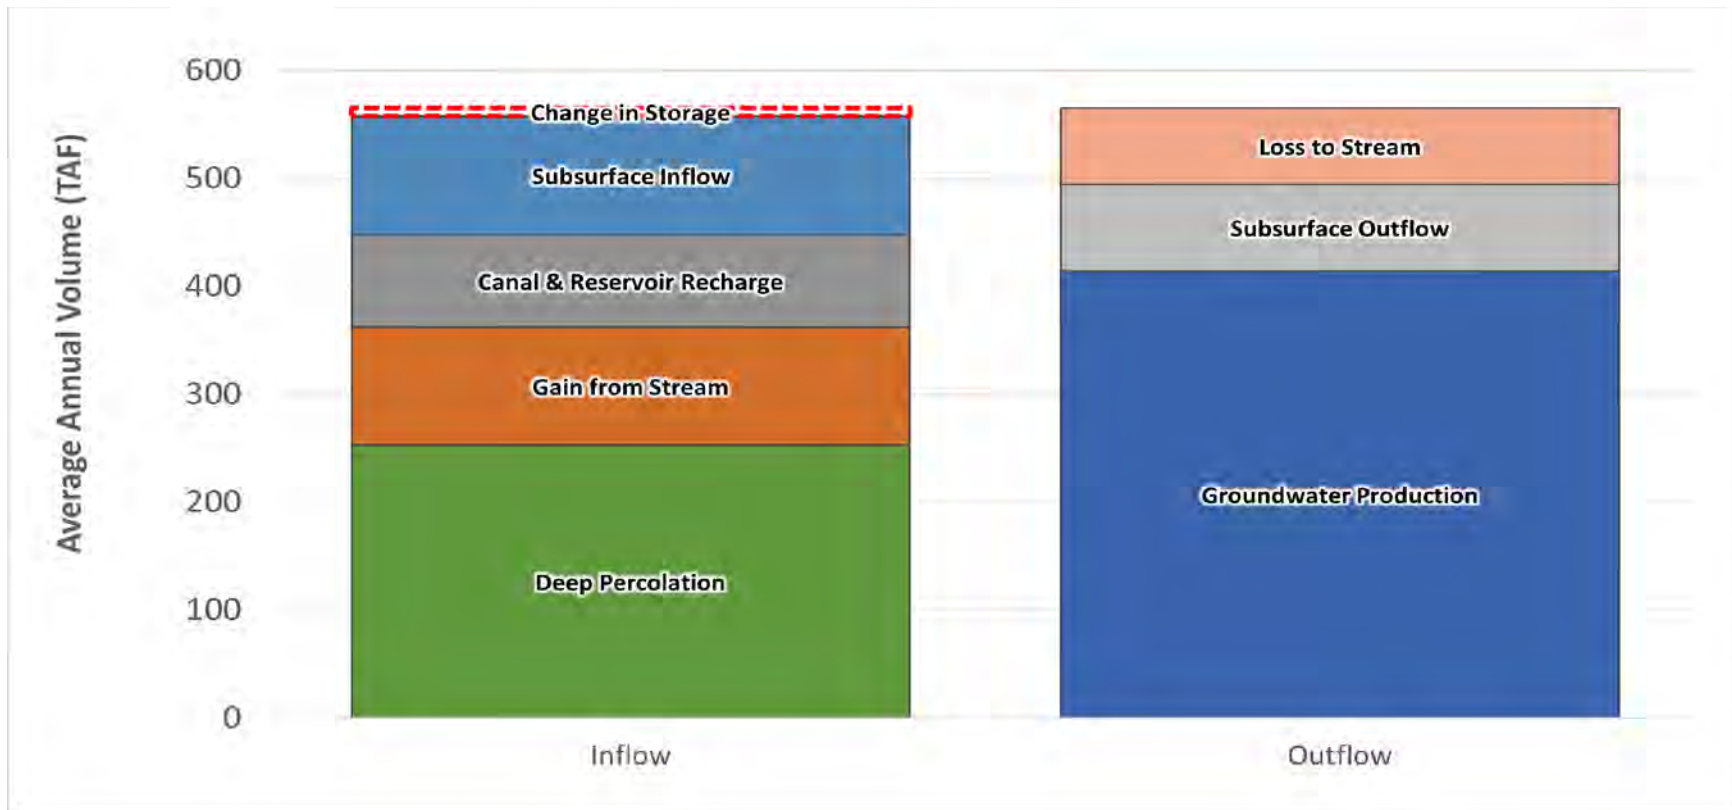 Average Annual Volume (TAF)
600
500
400
300
200
100
0
Change in Storage
Subsurface Inflow
Canal & Reservoir Recharge
Gain from Stream
Deep Percolation
Loss to Stream
Subsurface Outflow
Groundwater Production
Inflow
Outflow